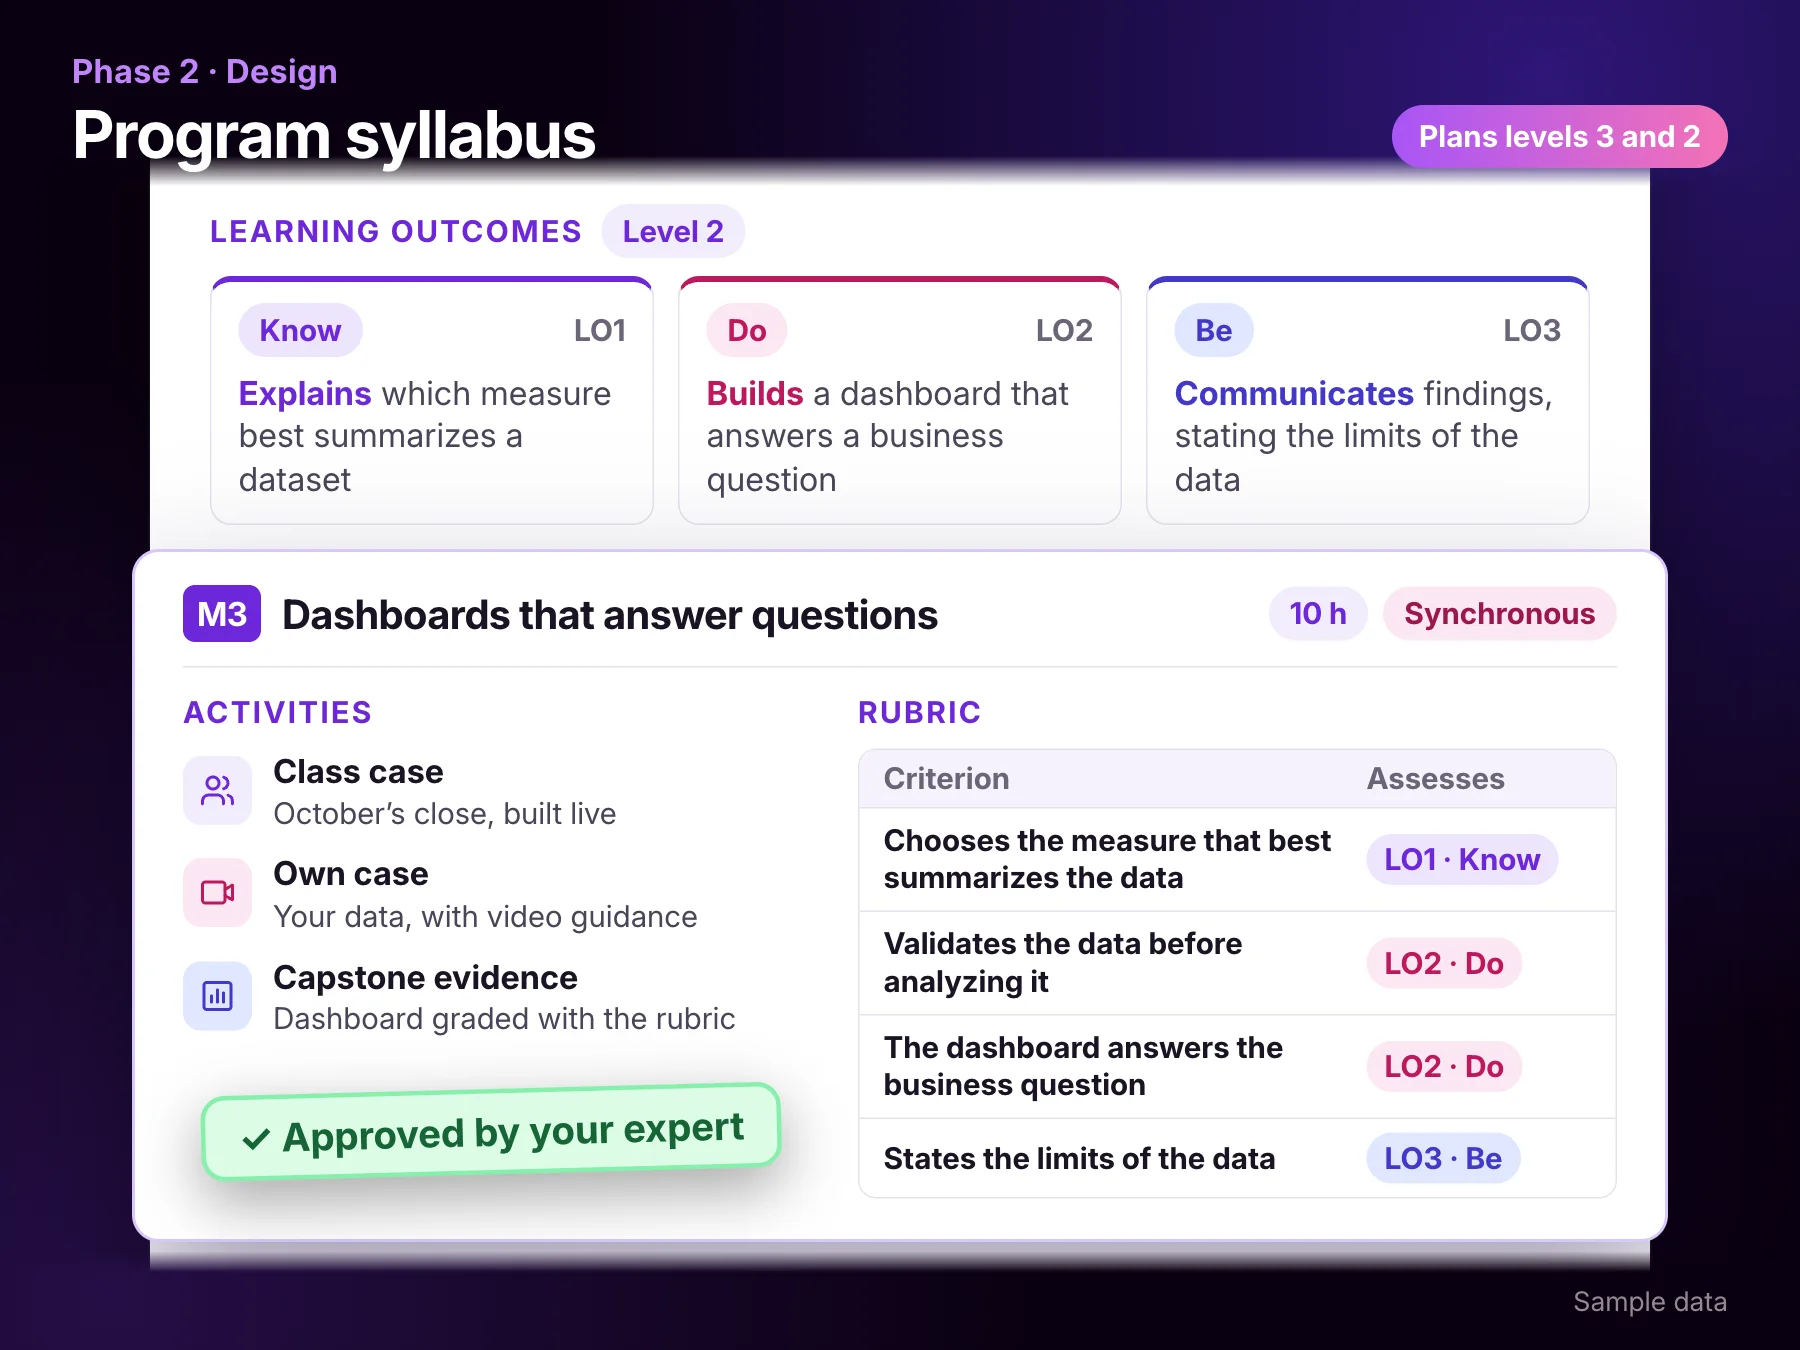 Phase 2 · Design
Program syllabus
Plans levels 3 and 2
LEARNING OUTCOMES
Level 2
Know
LO1
Explains which measure
best summarizes a
dataset
Do
LO2
Builds a dashboard that
answers a business
question
Be
LO3
Communicates findings,
stating the limits of the
data
M3
Dashboards that answer questions
10 h
Synchronous
ACTIVITIES
Class case
October’s close, built live
Own case
Your data, with video guidance
Capstone evidence
Dashboard graded with the rubric
✓ Approved by your expert
RUBRIC
Criterion
Assesses
Chooses the measure that best
summarizes the data
LO1 · Know
Validates the data before
analyzing it
LO2 · Do
The dashboard answers the
business question
LO2 · Do
States the limits of the data
LO3 · Be
Sample data